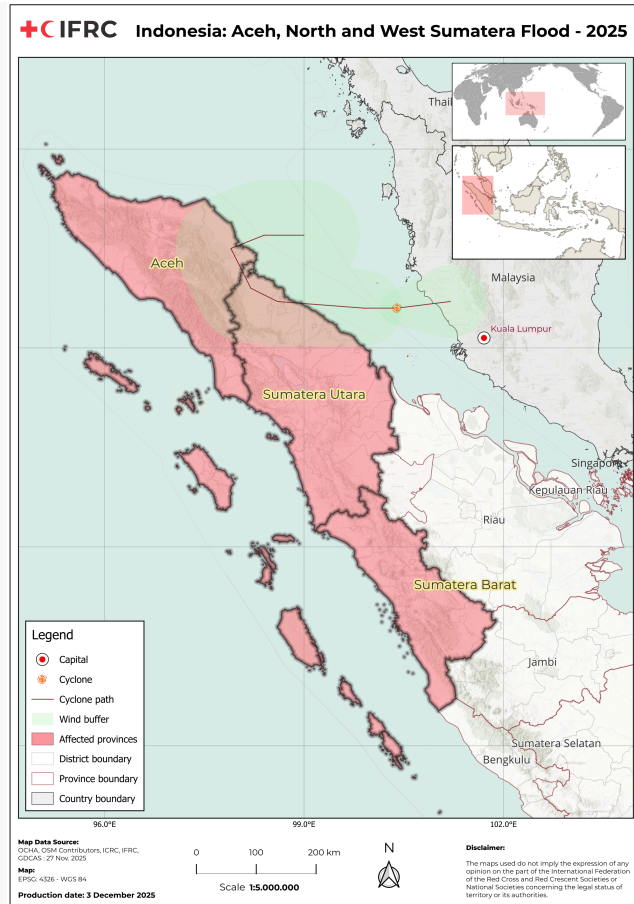 IFRC
Indonesia: Aceh, North and West Sumatera Flood - 2025
Thail
Aceh
Malaysia
Kuala Lumpur
Sumatera Utara
Singapor
Kepulauan Riau
Riau
Sumatera Barat
Jambi
Sumatera Selatan
Bengkulu
Legend
Capital
Cyclone
Cyclone path
Wind buffer
Affected provinces
District boundary
Province boundary
Country boundary
96.0°E
99.0°E
102.0°E
Map Data Source:
OCHA, OSM Contributors, ICRC, IFRC,
GDCAS : 27 Nov. 2025
Map:
EPSG: 4326 - WGS 84
Production date: 3 December 2025
0 100 200 km
Scale 1:5.000.000
N
Disclaimer:
The maps used do not imply the expression of any
opinion on the part of the International Federation
of the Red Cross and Red Crescent Societies or
National Societies concerning the legal status of
territory or its authorities.